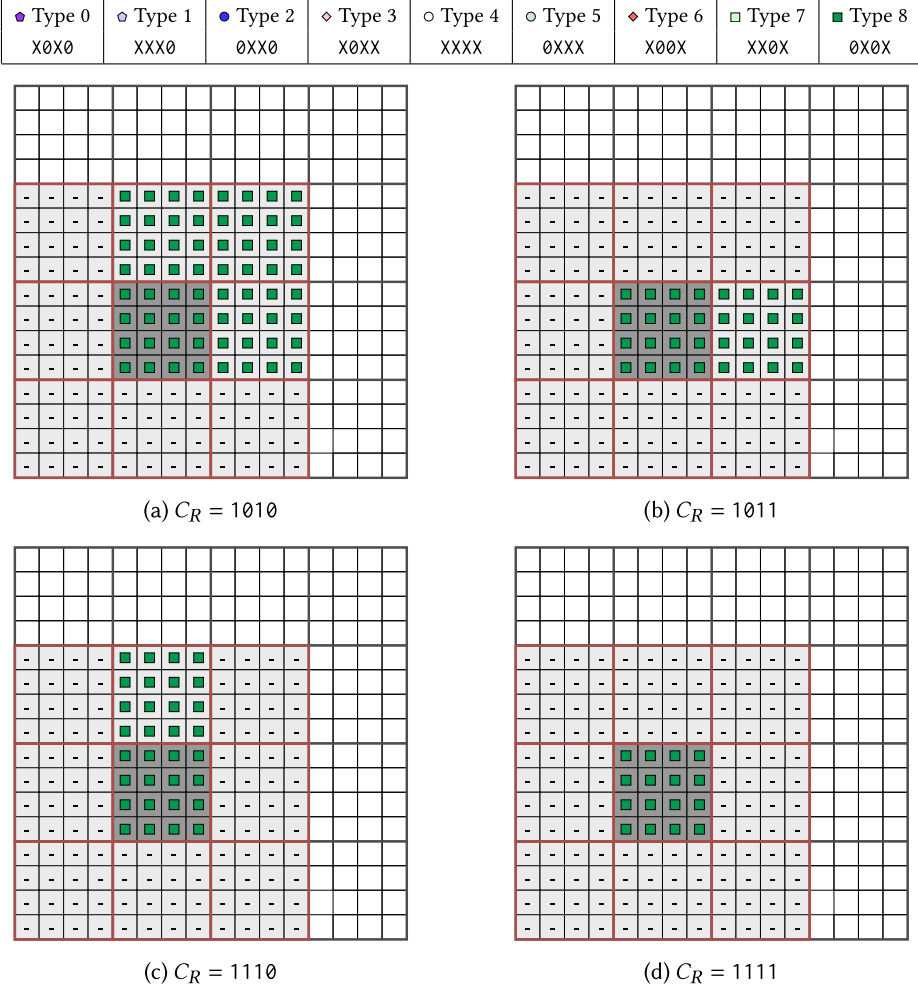 Type 0 Type 1 Type 2 Type 3 Type 4 Type 5 Type 6 Type 7 Type 8
X0X0 XXX0 0XX0 X0XX XXXX 0XXX X00X XX0X 0X0X
- - - -
- - - -
- - - -
- - - -
- - - - - - - - - - - -
- - - - - - - - - - - -
- - - - - - - - - - - -
- - - - - - - - - - - -
- - - -
- - - -
- - - -
- - - -
- - - -
- - - -
- - - -
- - - -
- - - - - - - - - - - -
- - - - - - - - - - - -
- - - - - - - - - - - -
- - - - - - - - - - - -
- - - - - - - - - - - -
- - - - - - - - - - - -
- - - - - - - - - - - -
- - - - - - - - - - - -
(a) C_R = 1010
(b) C_R = 1011
- - - - - - - -
- - - - - - - -
- - - - - - - -
- - - - - - - -
- - - - - - - - - - - -
- - - - - - - - - - - -
- - - - - - - - - - - -
- - - - - - - - - - - -
- - - - - - - -
- - - - - - - -
- - - - - - - -
- - - - - - - -
- - - - - - - -
- - - - - - - -
- - - - - - - -
- - - - - - - -
- - - - - - - - - - - -
- - - - - - - - - - - -
- - - - - - - - - - - -
- - - - - - - - - - - -
- - - - - - - - - - - -
- - - - - - - - - - - -
- - - - - - - - - - - -
- - - - - - - - - - - -
(c) C_R = 1110
(d) C_R = 1111